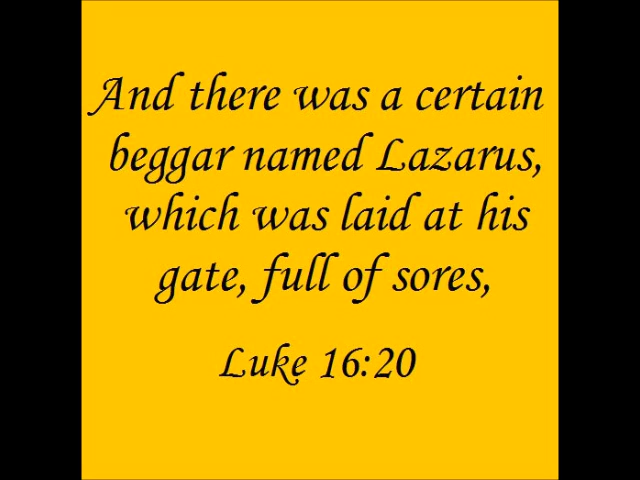 And there was a certain
beggar named Lazarus,
which was laid at his
gate, full of sores,
Luke 16:20